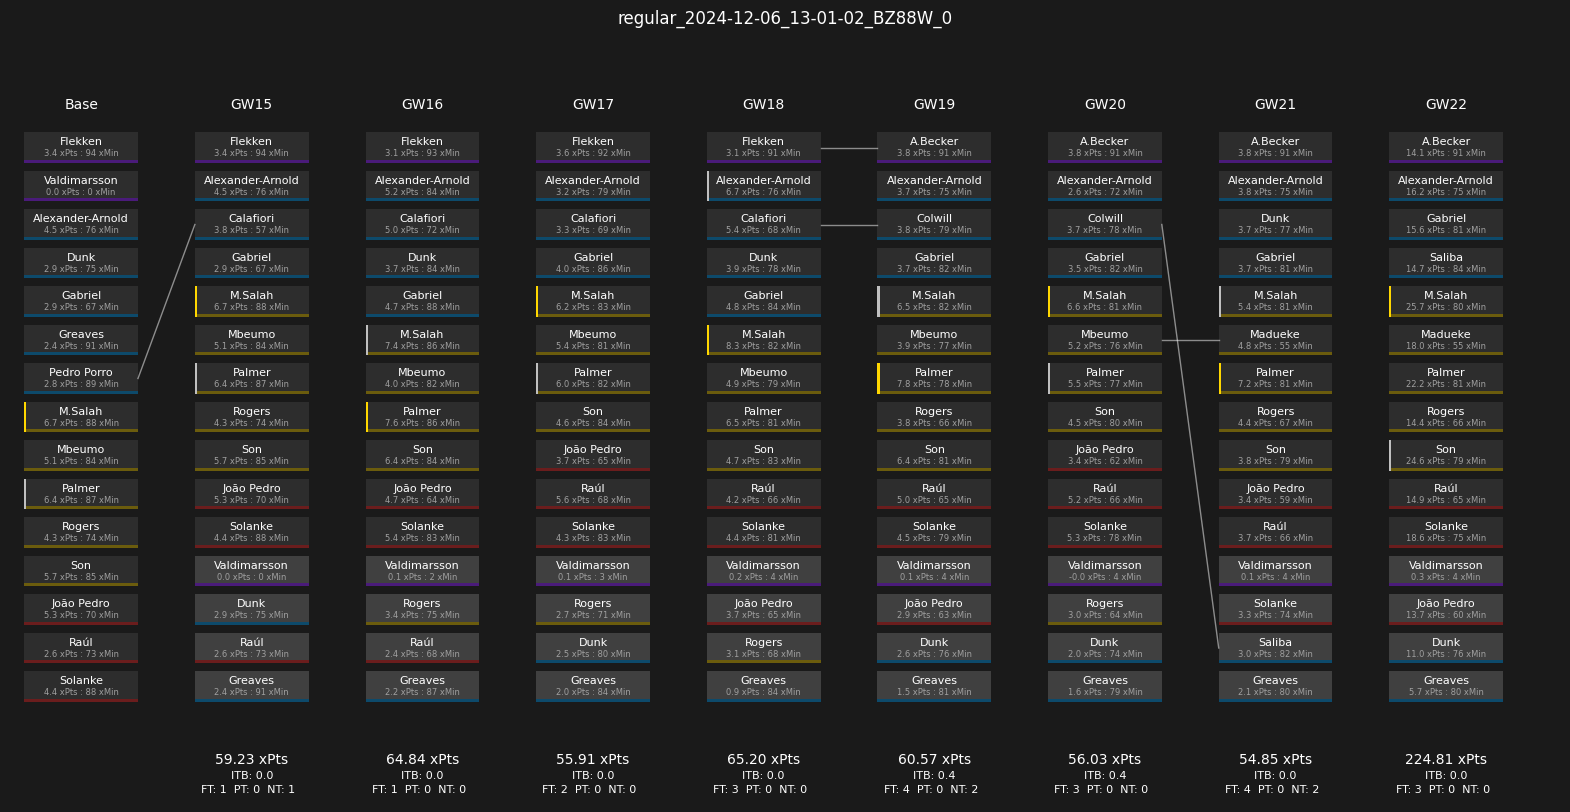 regular_2024-12-06_13-01-02_BZ88W_0
Base
Flekken
3.4 xPts : 94 xMin
Valdimarsson
0.0 xPts : 0 xMin
Alexander-Arnold
4.5 xPts : 76 xMin
Dunk
2.9 xPts : 75 xMin
Gabriel
2.9 xPts : 67 xMin
Greaves
2.4 xPts : 91 xMin
Pedro Porro
2.8 xPts : 89 xMin
M.Salah
6.7 xPts : 88 xMin
Mbeumo
5.1 xPts : 84 xMin
Palmer
6.4 xPts : 87 xMin
Rogers
4.3 xPts : 74 xMin
Son
5.7 xPts : 85 xMin
João Pedro
5.3 xPts : 70 xMin
Raúl
2.6 xPts : 73 xMin
Solanke
4.4 xPts : 88 xMin
GW15
Flekken
3.4 xPts : 94 xMin
Alexander-Arnold
4.5 xPts : 76 xMin
Calafiori
3.8 xPts : 57 xMin
Gabriel
2.9 xPts : 67 xMin
M.Salah
6.7 xPts : 88 xMin
Mbeumo
5.1 xPts : 84 xMin
Palmer
6.4 xPts : 87 xMin
Rogers
4.3 xPts : 74 xMin
Son
5.7 xPts : 85 xMin
João Pedro
5.3 xPts : 70 xMin
Solanke
4.4 xPts : 88 xMin
Valdimarsson
0.0 xPts : 0 xMin
Dunk
2.9 xPts : 75 xMin
Raúl
2.6 xPts : 73 xMin
Greaves
2.4 xPts : 91 xMin
59.23 xPts
ITB: 0.0
FT: 1 PT: 0 NT: 1
GW16
Flekken
3.1 xPts : 93 xMin
Alexander-Arnold
5.2 xPts : 84 xMin
Calafiori
5.0 xPts : 72 xMin
Dunk
3.7 xPts : 84 xMin
Gabriel
4.7 xPts : 88 xMin
M.Salah
7.4 xPts : 86 xMin
Mbeumo
4.0 xPts : 82 xMin
Palmer
7.6 xPts : 86 xMin
Son
6.4 xPts : 84 xMin
João Pedro
4.7 xPts : 64 xMin
Solanke
5.4 xPts : 83 xMin
Valdimarsson
0.1 xPts : 2 xMin
Rogers
3.4 xPts : 75 xMin
Raúl
2.4 xPts : 68 xMin
Greaves
2.2 xPts : 87 xMin
64.84 xPts
ITB: 0.0
FT: 1 PT: 0 NT: 0
GW17
Flekken
3.6 xPts : 92 xMin
Alexander-Arnold
3.2 xPts : 79 xMin
Calafiori
3.3 xPts : 69 xMin
Gabriel
4.0 xPts : 86 xMin
M.Salah
6.2 xPts : 83 xMin
Mbeumo
5.4 xPts : 81 xMin
Palmer
6.0 xPts : 82 xMin
Son
4.6 xPts : 84 xMin
João Pedro
3.7 xPts : 65 xMin
Raúl
5.6 xPts : 68 xMin
Solanke
4.3 xPts : 83 xMin
Valdimarsson
0.1 xPts : 3 xMin
Rogers
2.7 xPts : 71 xMin
Dunk
2.5 xPts : 80 xMin
Greaves
2.0 xPts : 84 xMin
55.91 xPts
ITB: 0.0
FT: 2 PT: 0 NT: 0
GW18
Flekken
3.1 xPts : 91 xMin
Alexander-Arnold
6.7 xPts : 76 xMin
Calafiori
5.4 xPts : 68 xMin
Dunk
3.9 xPts : 78 xMin
Gabriel
4.8 xPts : 84 xMin
M.Salah
8.3 xPts : 82 xMin
Mbeumo
4.9 xPts : 79 xMin
Palmer
6.5 xPts : 81 xMin
Son
4.7 xPts : 83 xMin
Raúl
4.2 xPts : 66 xMin
Solanke
4.4 xPts : 81 xMin
Valdimarsson
0.2 xPts : 4 xMin
João Pedro
3.7 xPts : 65 xMin
Rogers
3.1 xPts : 68 xMin
Greaves
0.9 xPts : 84 xMin
65.20 xPts
ITB: 0.0
FT: 3 PT: 0 NT: 0
GW19
A.Becker
3.8 xPts : 91 xMin
Alexander-Arnold
3.7 xPts : 75 xMin
Colwill
3.8 xPts : 79 xMin
Gabriel
3.7 xPts : 82 xMin
M.Salah
6.5 xPts : 82 xMin
Mbeumo
3.9 xPts : 77 xMin
Palmer
7.8 xPts : 78 xMin
Rogers
3.8 xPts : 66 xMin
Son
6.4 xPts : 81 xMin
Raúl
5.0 xPts : 65 xMin
Solanke
4.5 xPts : 79 xMin
Valdimarsson
0.1 xPts : 4 xMin
João Pedro
2.9 xPts : 63 xMin
Dunk
2.6 xPts : 76 xMin
Greaves
1.5 xPts : 81 xMin
60.57 xPts
ITB: 0.4
FT: 4 PT: 0 NT: 2
GW20
A.Becker
3.8 xPts : 91 xMin
Alexander-Arnold
2.6 xPts : 72 xMin
Colwill
3.7 xPts : 78 xMin
Gabriel
3.5 xPts : 82 xMin
M.Salah
6.6 xPts : 81 xMin
Mbeumo
5.2 xPts : 76 xMin
Palmer
5.5 xPts : 77 xMin
Son
4.5 xPts : 80 xMin
João Pedro
3.4 xPts : 62 xMin
Raúl
5.2 xPts : 66 xMin
Solanke
5.3 xPts : 78 xMin
Valdimarsson
-0.0 xPts : 4 xMin
Rogers
3.0 xPts : 64 xMin
Dunk
2.0 xPts : 74 xMin
Greaves
1.6 xPts : 79 xMin
56.03 xPts
ITB: 0.4
FT: 3 PT: 0 NT: 0
GW21
A.Becker
3.8 xPts : 91 xMin
Alexander-Arnold
3.8 xPts : 75 xMin
Dunk
3.7 xPts : 77 xMin
Gabriel
3.7 xPts : 81 xMin
M.Salah
5.4 xPts : 81 xMin
Madueke
4.8 xPts : 55 xMin
Palmer
7.2 xPts : 81 xMin
Rogers
4.4 xPts : 67 xMin
Son
3.8 xPts : 79 xMin
João Pedro
3.4 xPts : 59 xMin
Raúl
3.7 xPts : 66 xMin
Valdimarsson
0.1 xPts : 4 xMin
Solanke
3.3 xPts : 74 xMin
Saliba
3.0 xPts : 82 xMin
Greaves
2.1 xPts : 80 xMin
54.85 xPts
ITB: 0.0
FT: 4 PT: 0 NT: 2
GW22
A.Becker
14.1 xPts : 91 xMin
Alexander-Arnold
16.2 xPts : 75 xMin
Gabriel
15.6 xPts : 81 xMin
Saliba
14.7 xPts : 84 xMin
M.Salah
25.7 xPts : 80 xMin
Madueke
18.0 xPts : 55 xMin
Palmer
22.2 xPts : 81 xMin
Rogers
14.4 xPts : 66 xMin
Son
24.6 xPts : 79 xMin
Raúl
14.9 xPts : 65 xMin
Solanke
18.6 xPts : 75 xMin
Valdimarsson
0.3 xPts : 4 xMin
João Pedro
13.7 xPts : 60 xMin
Dunk
11.0 xPts : 76 xMin
Greaves
5.7 xPts : 80 xMin
224.81 xPts
ITB: 0.0
FT: 3 PT: 0 NT: 0